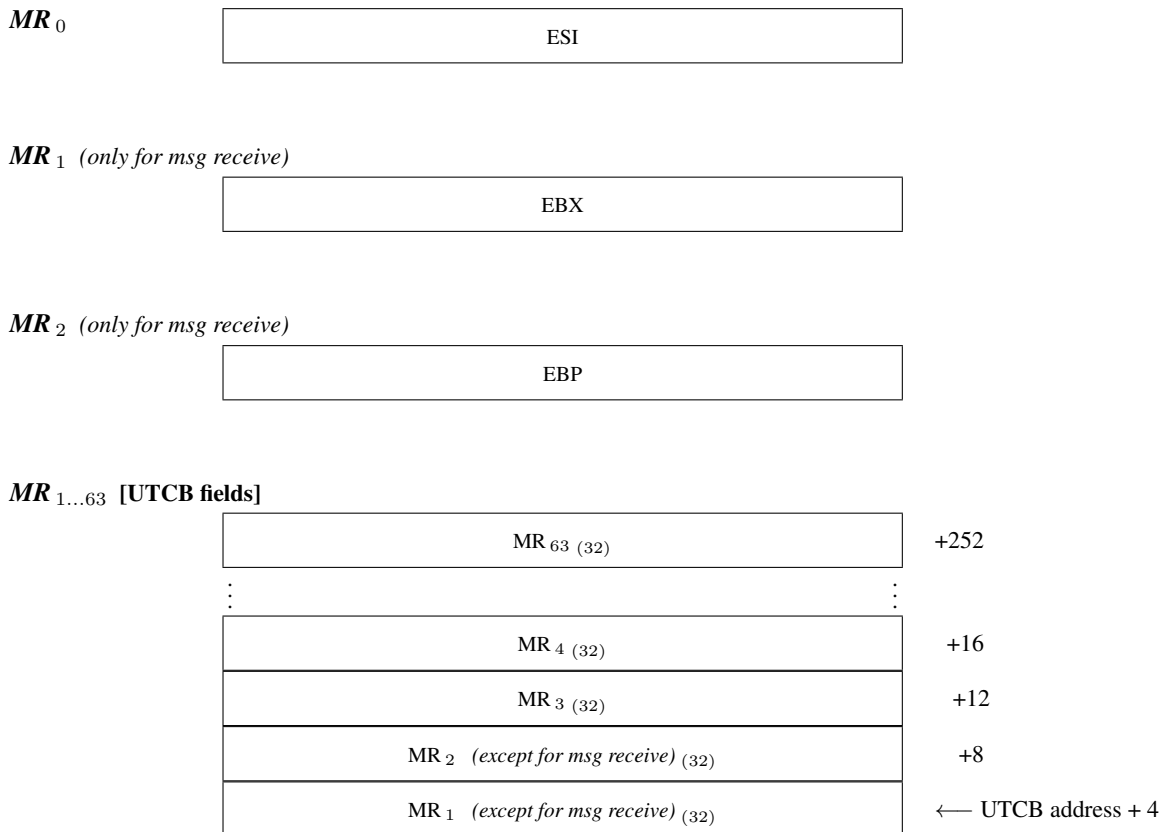 MR 0
ESI
MR 1 (only for msg receive)
EBX
MR 2 (only for msg receive)
EBP
MR 1...63 [UTCB fields]
MR 63 (32) +252
⋮ ⋮
MR 4 (32) +16
MR 3 (32) +12
MR 2 (except for msg receive) (32) +8
MR 1 (except for msg receive) (32) ←— UTCB address + 4